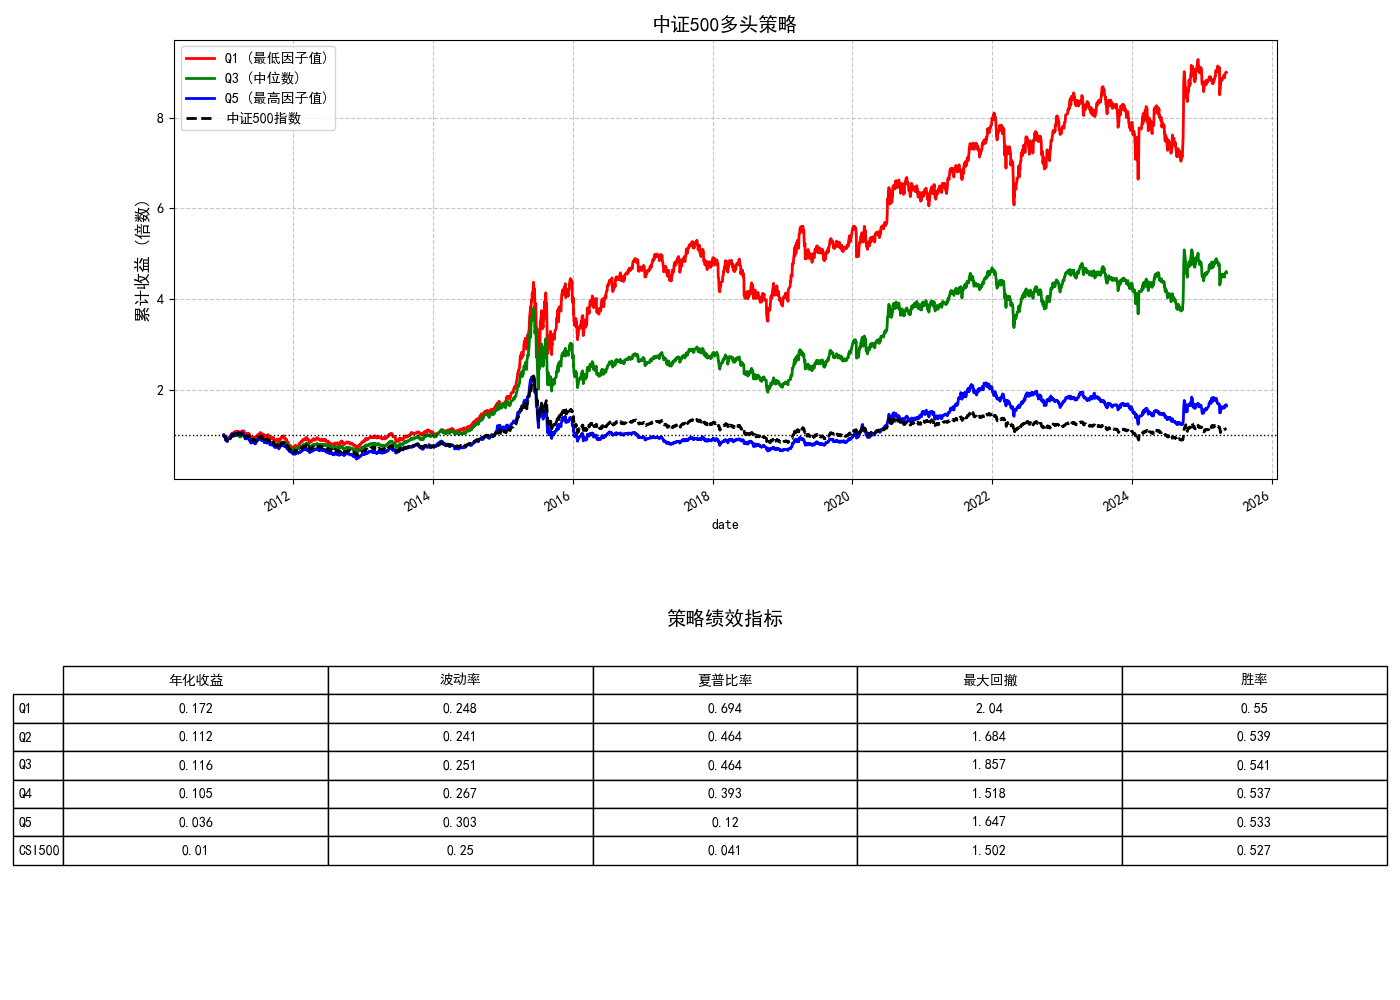 中证500多头策略
Q1 (最低因子值)
Q3 (中位数)
Q5 (最高因子值)
中证500指数
累计收益 (倍数)
8
6
4
2
2012 2014 2016 2018 2020 2022 2024 2026
date
策略绩效指标
年化收益 波动率 夏普比率 最大回撤 胜率
Q1 0.172 0.248 0.694 2.04 0.55
Q2 0.112 0.241 0.464 1.684 0.539
Q3 0.116 0.251 0.464 1.857 0.541
Q4 0.105 0.267 0.393 1.518 0.537
Q5 0.036 0.303 0.12 1.647 0.533
CSI500 0.01 0.25 0.041 1.502 0.527